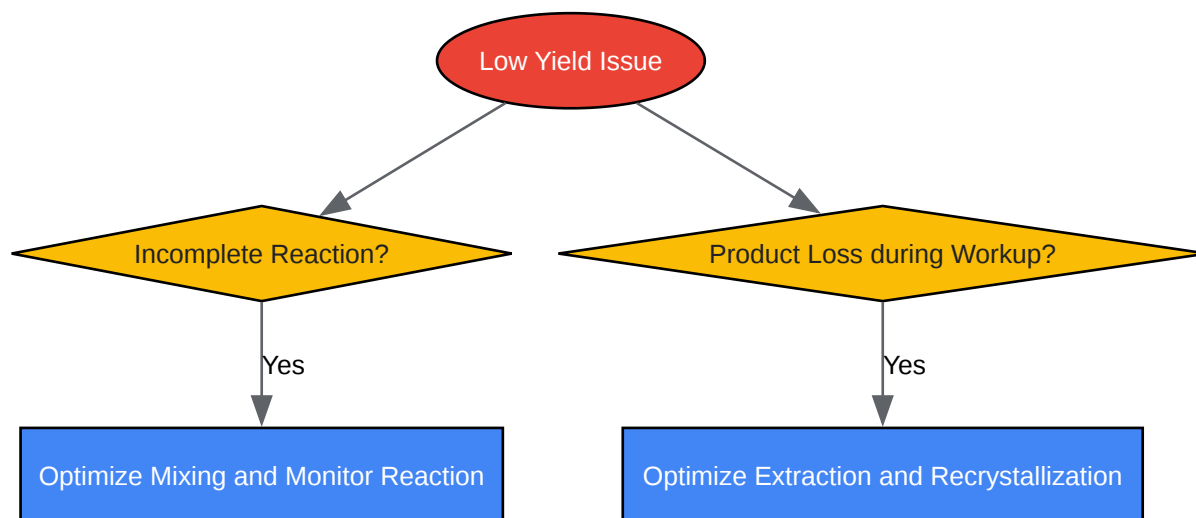 Low Yield Issue
Incomplete Reaction?
Product Loss during Workup?
Yes
Yes
Optimize Mixing and Monitor Reaction
Optimize Extraction and Recrystallization